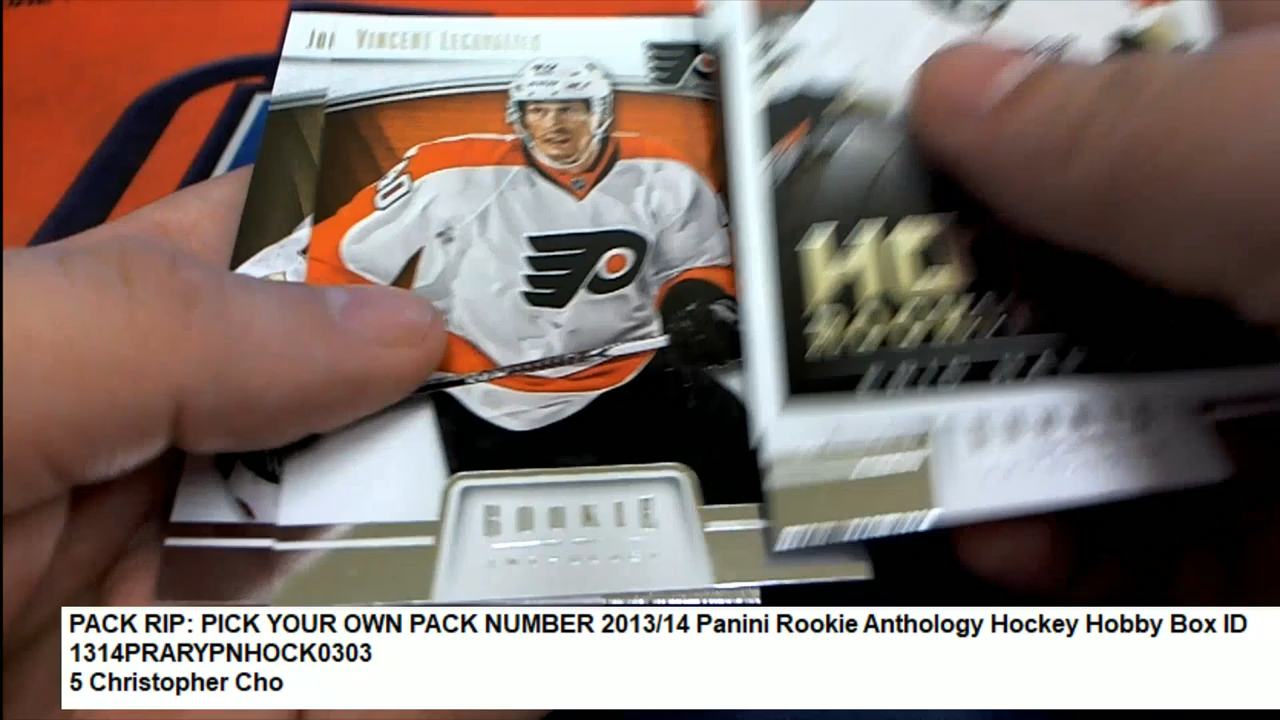 VINCENT LECAVALIER
ROOKIE
PACK RIP: PICK YOUR OWN PACK NUMBER 2013/14 Panini Rookie Anthology Hockey Hobby Box ID
1314PRARYPNHOCK0303
5 Christopher Cho